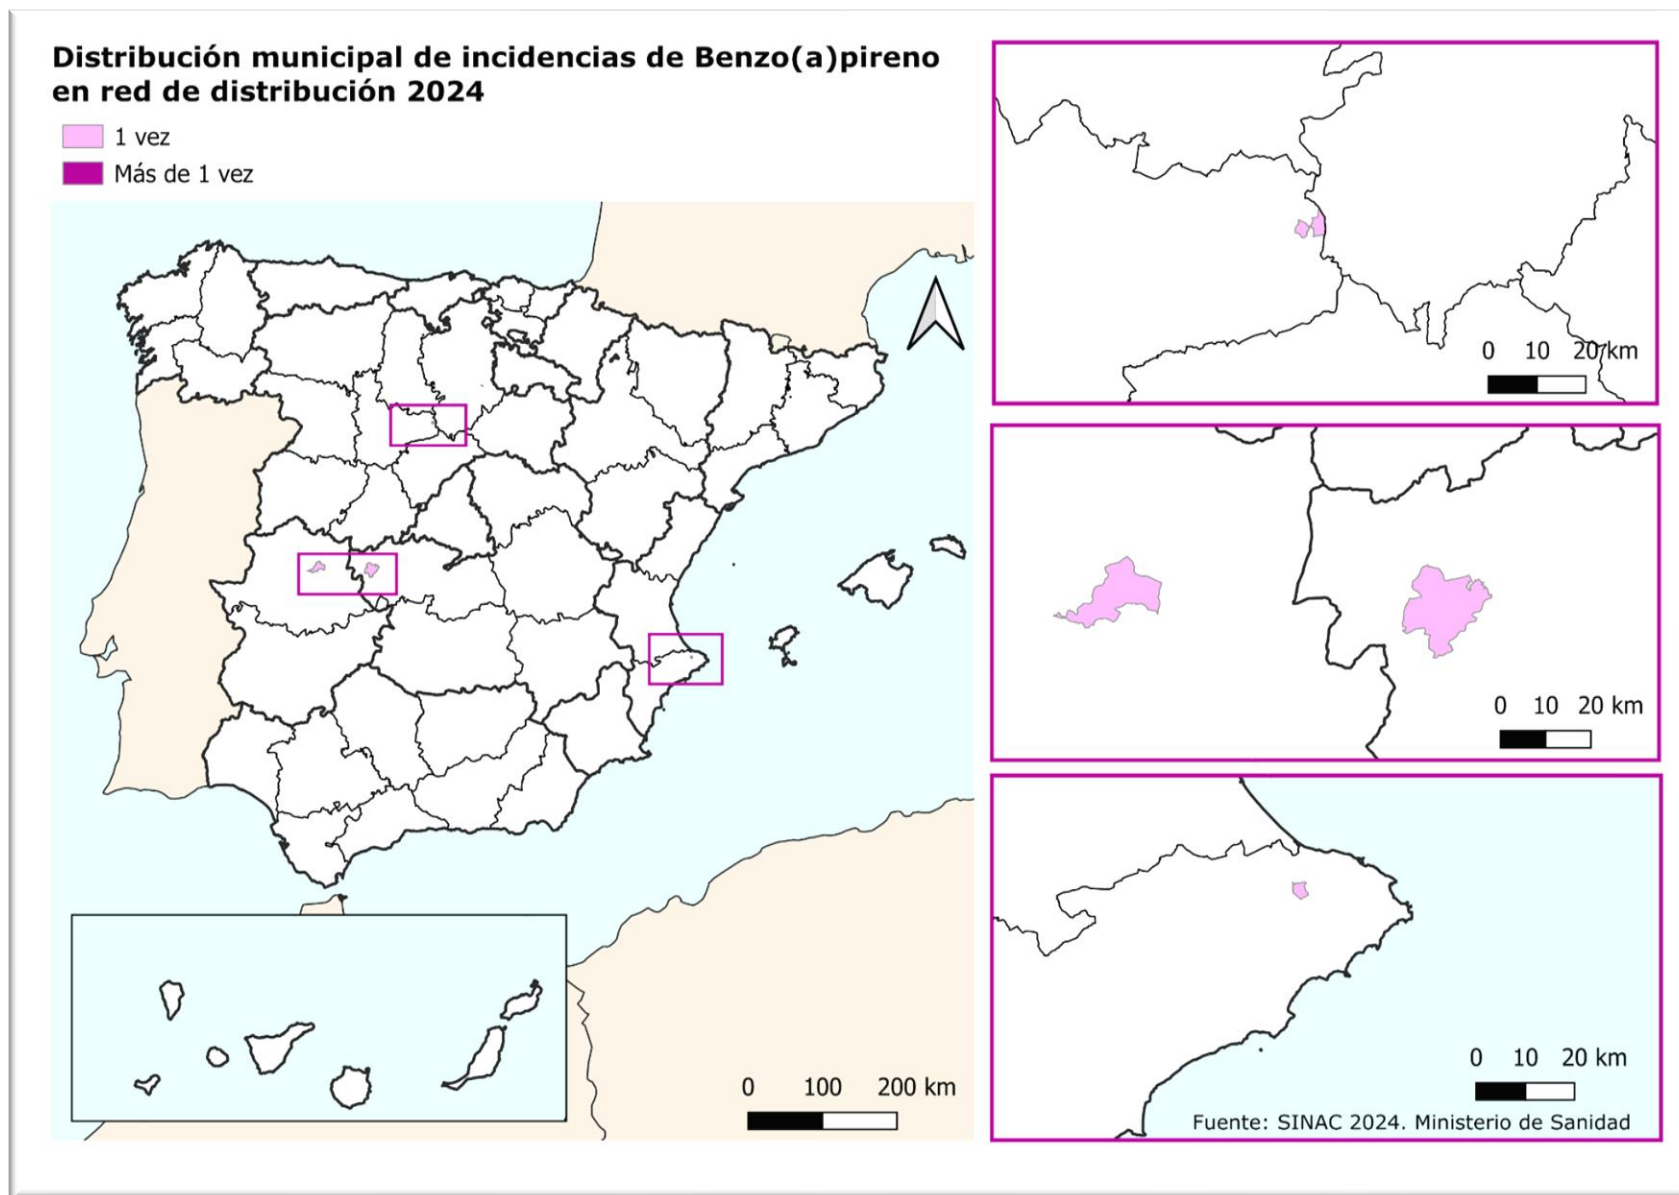 Distribución municipal de incidencias de Benzo(a)pireno
en red de distribución 2024
1 vez
Más de 1 vez
0 10 20 km
0 10 20 km
0 10 20 km
Fuente: SINAC 2024. Ministerio de Sanidad
0 100 200 km